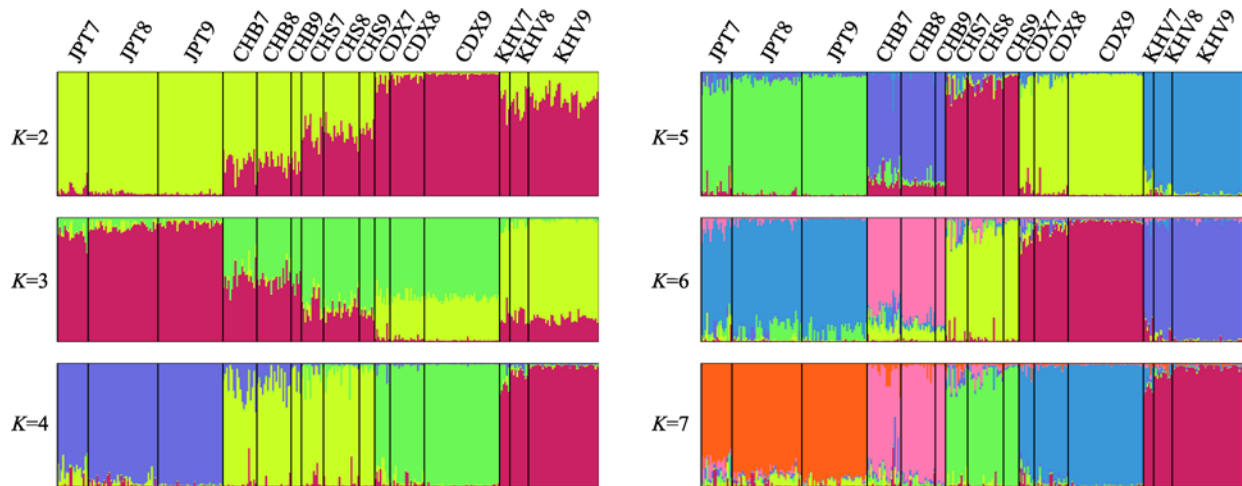 JPT7 JPT8 JPT9 CHB7 CHB8 CHB9 CHS7 CHS8 CHS9 CDX7 CDX8 CDX9 KHV7 KHV8 KHV9
K=2
K=3
K=4
JPT7 JPT8 JPT9 CHB7 CHB8 CHB9 CHS7 CHS8 CHS9 CDX7 CDX8 CDX9 KHV7 KHV8 KHV9
K=5
K=6
K=7